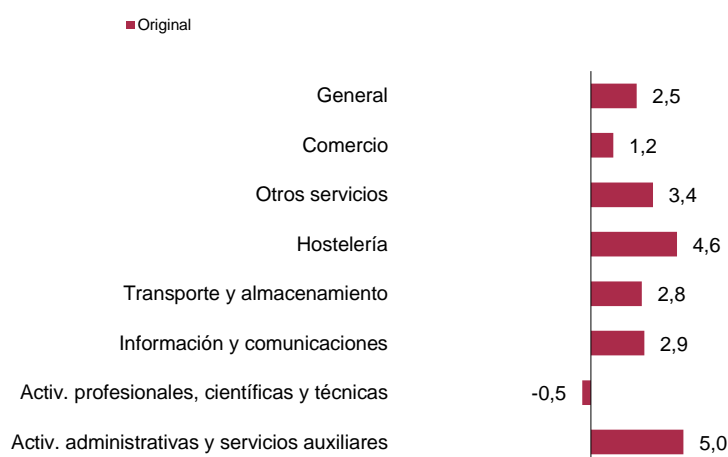 Original
General 2,5
Comercio 1,2
Otros servicios 3,4
Hostelería 4,6
Transporte y almacenamiento 2,8
Información y comunicaciones 2,9
Activ. profesionales, científicas y técnicas -0,5
Activ. administrativas y servicios auxiliares 5,0